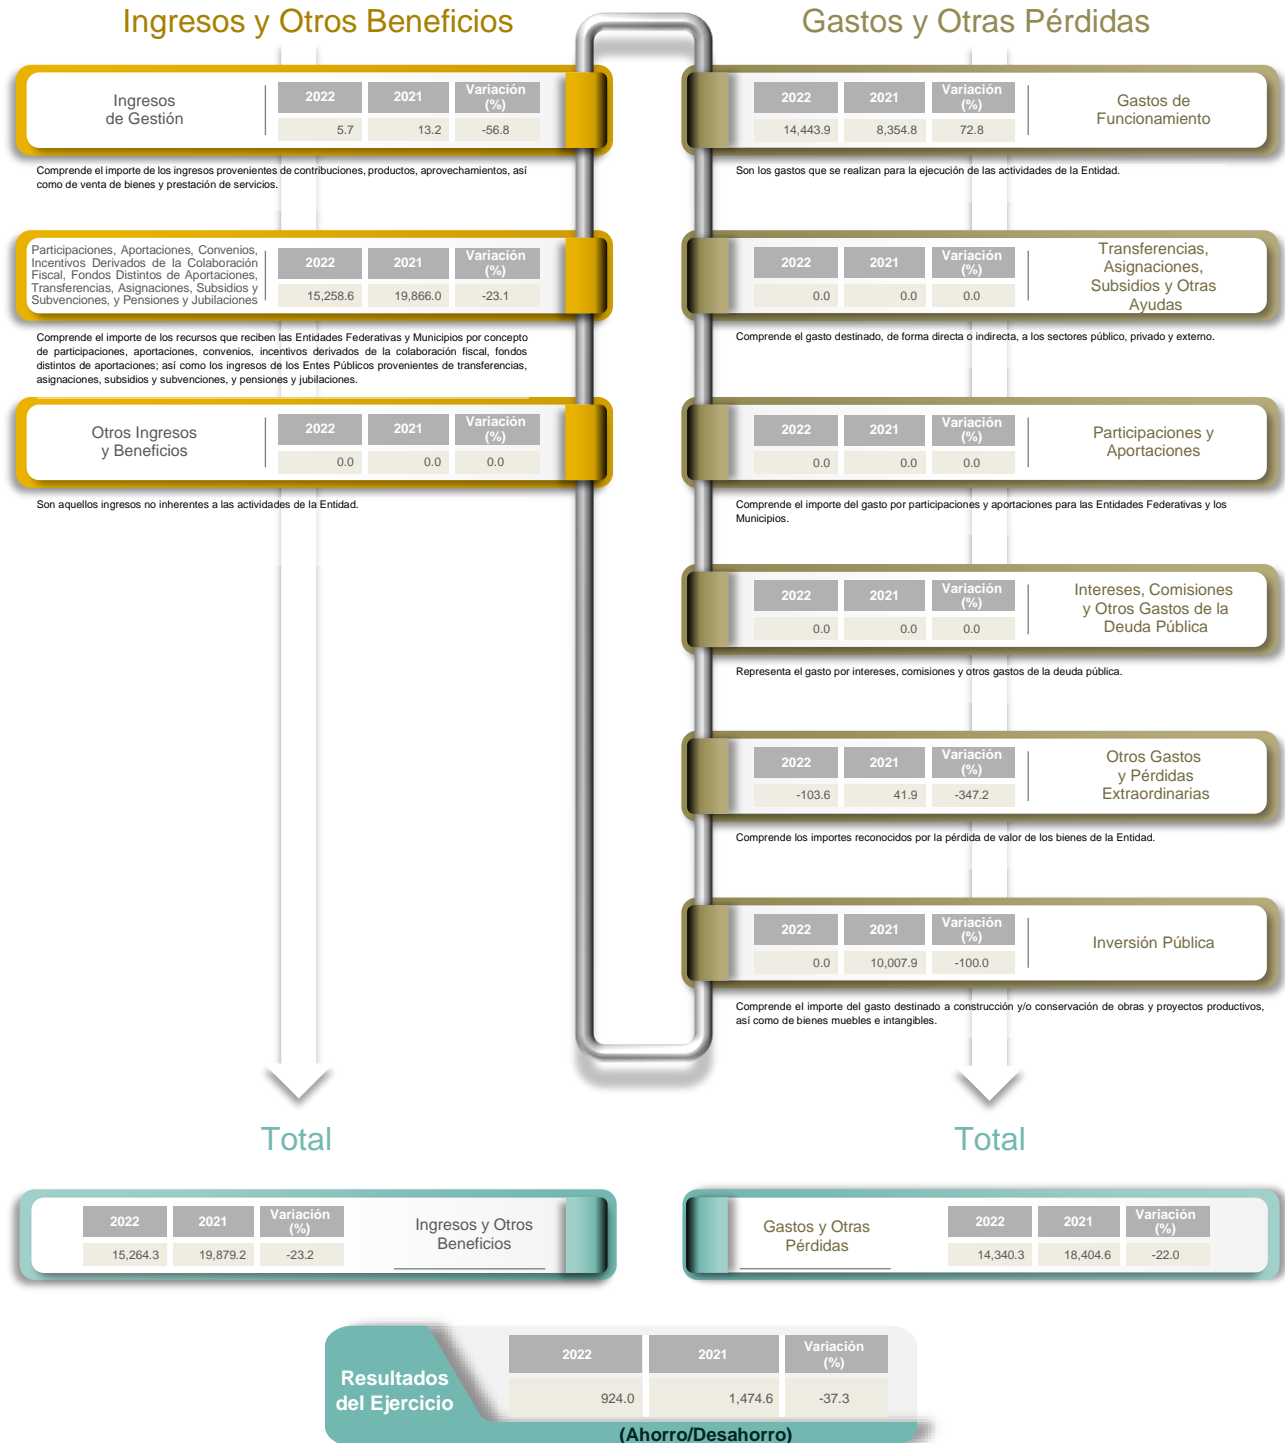 Ingresos y Otros Beneficios
Ingresos
de Gestión
2022 2021 Variación
(%)
5.7 13.2 -56.8
Comprende el importe de los ingresos provenientes de contribuciones, productos, aprovechamientos, así
como de venta de bienes y prestación de servicios.
Participaciones, Aportaciones, Convenios,
Incentivos Derivados de la Colaboración
Fiscal, Fondos Distintos de Aportaciones,
Transferencias, Asignaciones, Subsidios y
Subvenciones, y Pensiones y Jubilaciones
2022 2021 Variación
(%)
15,258.6 19,866.0 -23.1
Comprende el importe de los recursos que reciben las Entidades Federativas y Municipios por concepto
de participaciones, aportaciones, convenios, incentivos derivados de la colaboración fiscal, fondos
distintos de aportaciones; así como los ingresos de los Entes Públicos provenientes de transferencias,
asignaciones, subsidios y subvenciones, y pensiones y jubilaciones.
Otros Ingresos
y Beneficios
2022 2021 Variación
(%)
0.0 0.0 0.0
Son aquellos ingresos no inherentes a las actividades de la Entidad.
Gastos y Otras Pérdidas
2022 2021 Variación
(%)
14,443.9 8,354.8 72.8
Gastos de
Funcionamiento
Son los gastos que se realizan para la ejecución de las actividades de la Entidad.
2022 2021 Variación
(%)
0.0 0.0 0.0
Transferencias,
Asignaciones,
Subsidios y Otras
Ayudas
Comprende el gasto destinado, de forma directa o indirecta, a los sectores público, privado y externo.
2022 2021 Variación
(%)
0.0 0.0 0.0
Participaciones y
Aportaciones
Comprende el importe del gasto por participaciones y aportaciones para las Entidades Federativas y los
Municipios.
2022 2021 Variación
(%)
0.0 0.0 0.0
Intereses, Comisiones
y Otros Gastos de la
Deuda Pública
Representa el gasto por intereses, comisiones y otros gastos de la deuda pública.
2022 2021 Variación
(%)
-103.6 41.9 -347.2
Otros Gastos
y Pérdidas
Extraordinarias
Comprende los importes reconocidos por la pérdida de valor de los bienes de la Entidad.
2022 2021 Variación
(%)
0.0 10,007.9 -100.0
Inversión Pública
Comprende el importe del gasto destinado a construcción y/o conservación de obras y proyectos productivos,
así como de bienes muebles e intangibles.
Total
2022 2021 Variación
(%)
15,264.3 19,879.2 -23.2
Ingresos y Otros
Beneficios
Total
Gastos y Otras
Pérdidas
2022 2021 Variación
(%)
14,340.3 18,404.6 -22.0
Resultados
del Ejercicio
2022 2021 Variación
(%)
924.0 1,474.6 -37.3
(Ahorro/Desahorro)